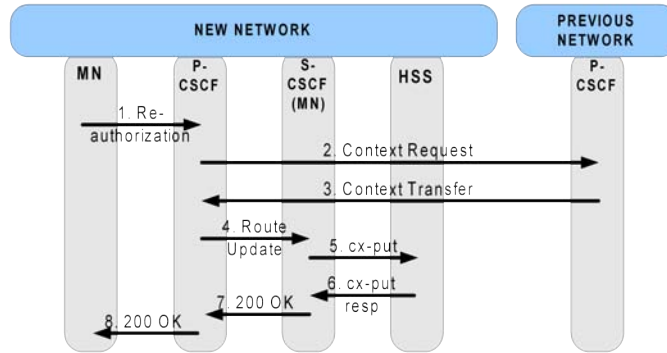 NEW NETWORK
PREVIOUS
NETWORK
MN
P-
CSCF
S-
CSCF
(MN)
HSS
P-
CSCF
1. Re-
authorization
2. Context Request
3. Context Transfer
4. Route
Update
5. cx-put
6. cx-put
resp
7. 200 OK
8. 200 OK